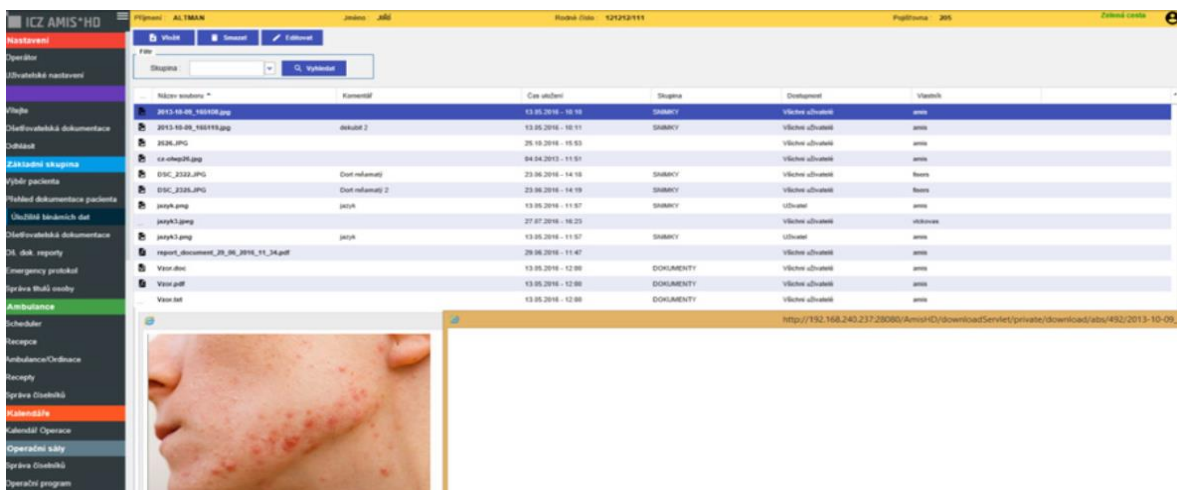 ICZ AMIS*HD
Příjmení : ALTMAN Jméno : JIŘÍ Rodné číslo : 121212/111 Pojišťovna : 205 Zelená cesta
Vložit Smazat Editovat
Filtr
Skupina : Vyhledat
Název souboru Komentář Čas uložení Skupina Dostupnost Vlastník
2013-10-09_160108.jpg 13.05.2016 - 10:10 SNIMKY Všichni uživatelé amis
2013-10-09_160119.jpg dekubit 2 13.05.2016 - 10:11 SNIMKY Všichni uživatelé amis
2526.JPG 25.10.2016 - 15:53 Všichni uživatelé amis
cz-olwp26.jpg 04.04.2013 - 11:51 Všichni uživatelé amis
DSC_2322.JPG Dort nelamatý 23.06.2016 - 14:18 SNIMKY Všichni uživatelé
DSC_2325.JPG Dort nelamatý 2 23.06.2016 - 14:19 SNIMKY Všichni uživatelé
jazyk.png jazyk 13.05.2016 - 11:57 SNIMKY Uživatel amis
jazyk3.jpeg 27.07.2016 - 16:23 Všichni uživatelé
jazyk3.png jazyk 13.05.2016 - 11:57 SNIMKY Uživatel amis
report_document_29_06_2016_11_34.pdf 29.06.2016 - 11:47 Všichni uživatelé amis
Vzor.doc 13.05.2016 - 12:00 DOKUMENTY Všichni uživatelé amis
Vzor.pdf 13.05.2016 - 12:00 DOKUMENTY Všichni uživatelé amis
Vzor.txt 13.05.2016 - 12:00 DOKUMENTY Všichni uživatelé amis
http://192.168.240.237:28080/AmisHD/downloadServlet/private/download/abs/492/2013-10-09_
Nastavení
Operátor
Uživatelské nastavení
Vítejte
Ošetřovatelská dokumentace
Odhlásit
Základní skupina
Výběr pacienta
Přehled dokumentace pacienta
Úložiště binárních dat
Ošetřovatelská dokumentace
Oš. dok. reporty
Emergency protokol
Správa titulů osoby
Ambulance
Scheduler
Recepce
Ambulance/Ordinace
Recepty
Správa číselníků
Kalendáře
Kalendář Operace
Operační sály
Správa číselníků
Operační program